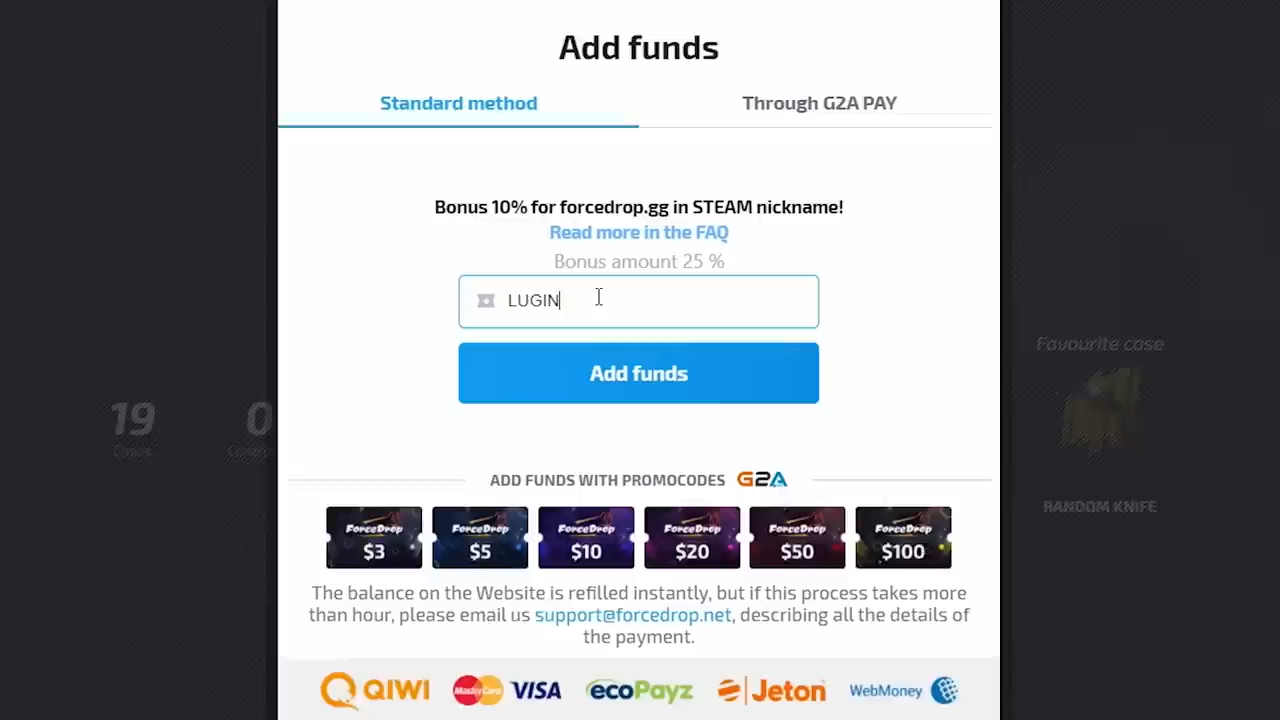 Add funds
Standard method
Through G2A PAY
Bonus 10% for forcedrop.gg in STEAM nickname!
Read more in the FAQ
Bonus amount 25 %
LUGIN
Add funds
19
0
Favourite case
RANDOM KNIFE
ADD FUNDS WITH PROMOCODES G2A
ForceDrop ForceDrop ForceDrop ForceDrop ForceDrop ForceDrop
$3 $5 $10 $20 $50 $100
The balance on the Website is refilled instantly, but if this process takes more
than hour, please email us support@forcedrop.net, describing all the details of
the payment.
QIWI MasterCard VISA ecoPayz Jeton WebMoney